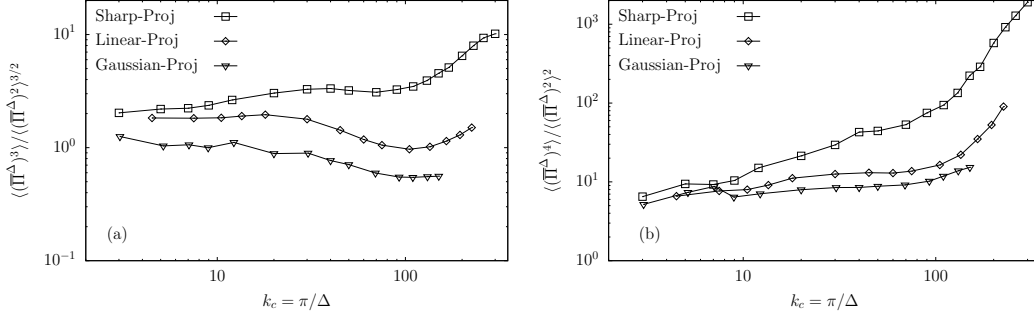 Sharp-Proj
Linear-Proj
Gaussian-Proj
10^1
10^0
10^{-1}
⟨(Π̅^Δ)^3⟩/⟨(Π̅^Δ)^2⟩^{3/2}
(a)
10
100
k_c = π/Δ
Sharp-Proj
Linear-Proj
Gaussian-Proj
10^3
10^2
10^1
10^0
⟨(Π̅^Δ)^4⟩/⟨(Π̅^Δ)^2⟩^2
(b)
10
100
k_c = π/Δ